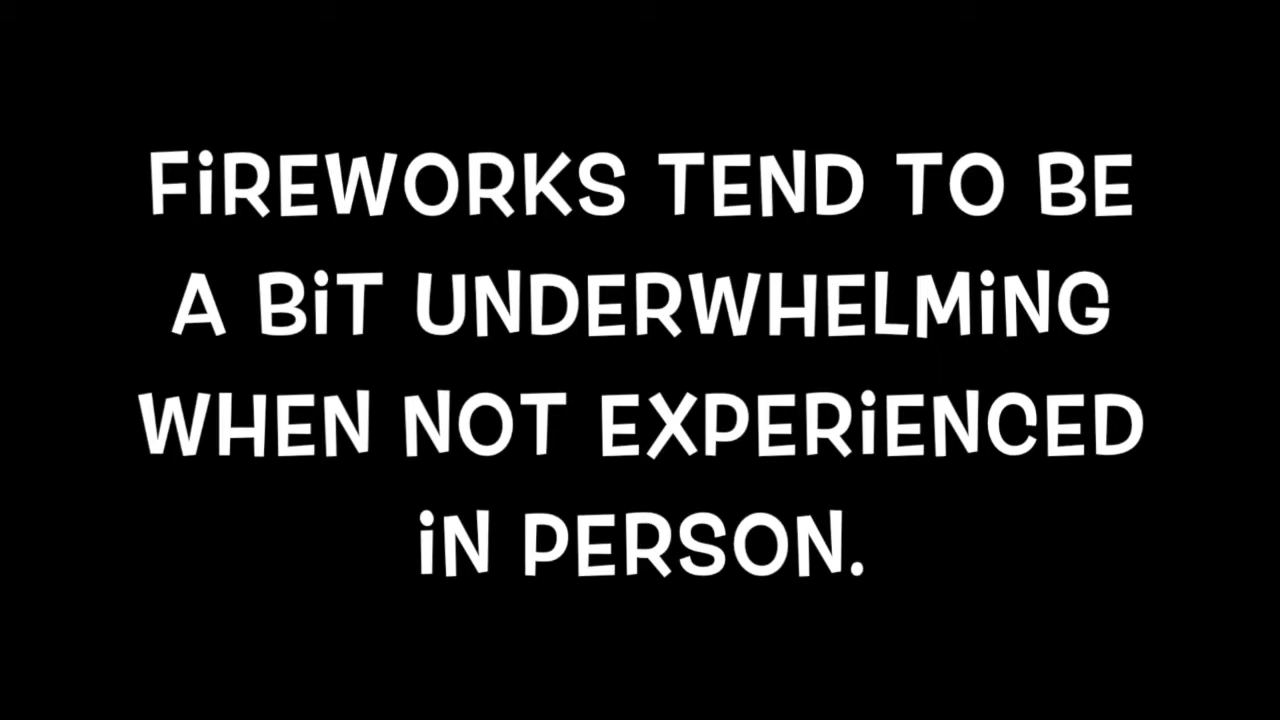 FiREWORKS TEND TO BE
A BiT UNDERWHELMiNG
WHEN NOT EXPERiENCED
iN PERSON.